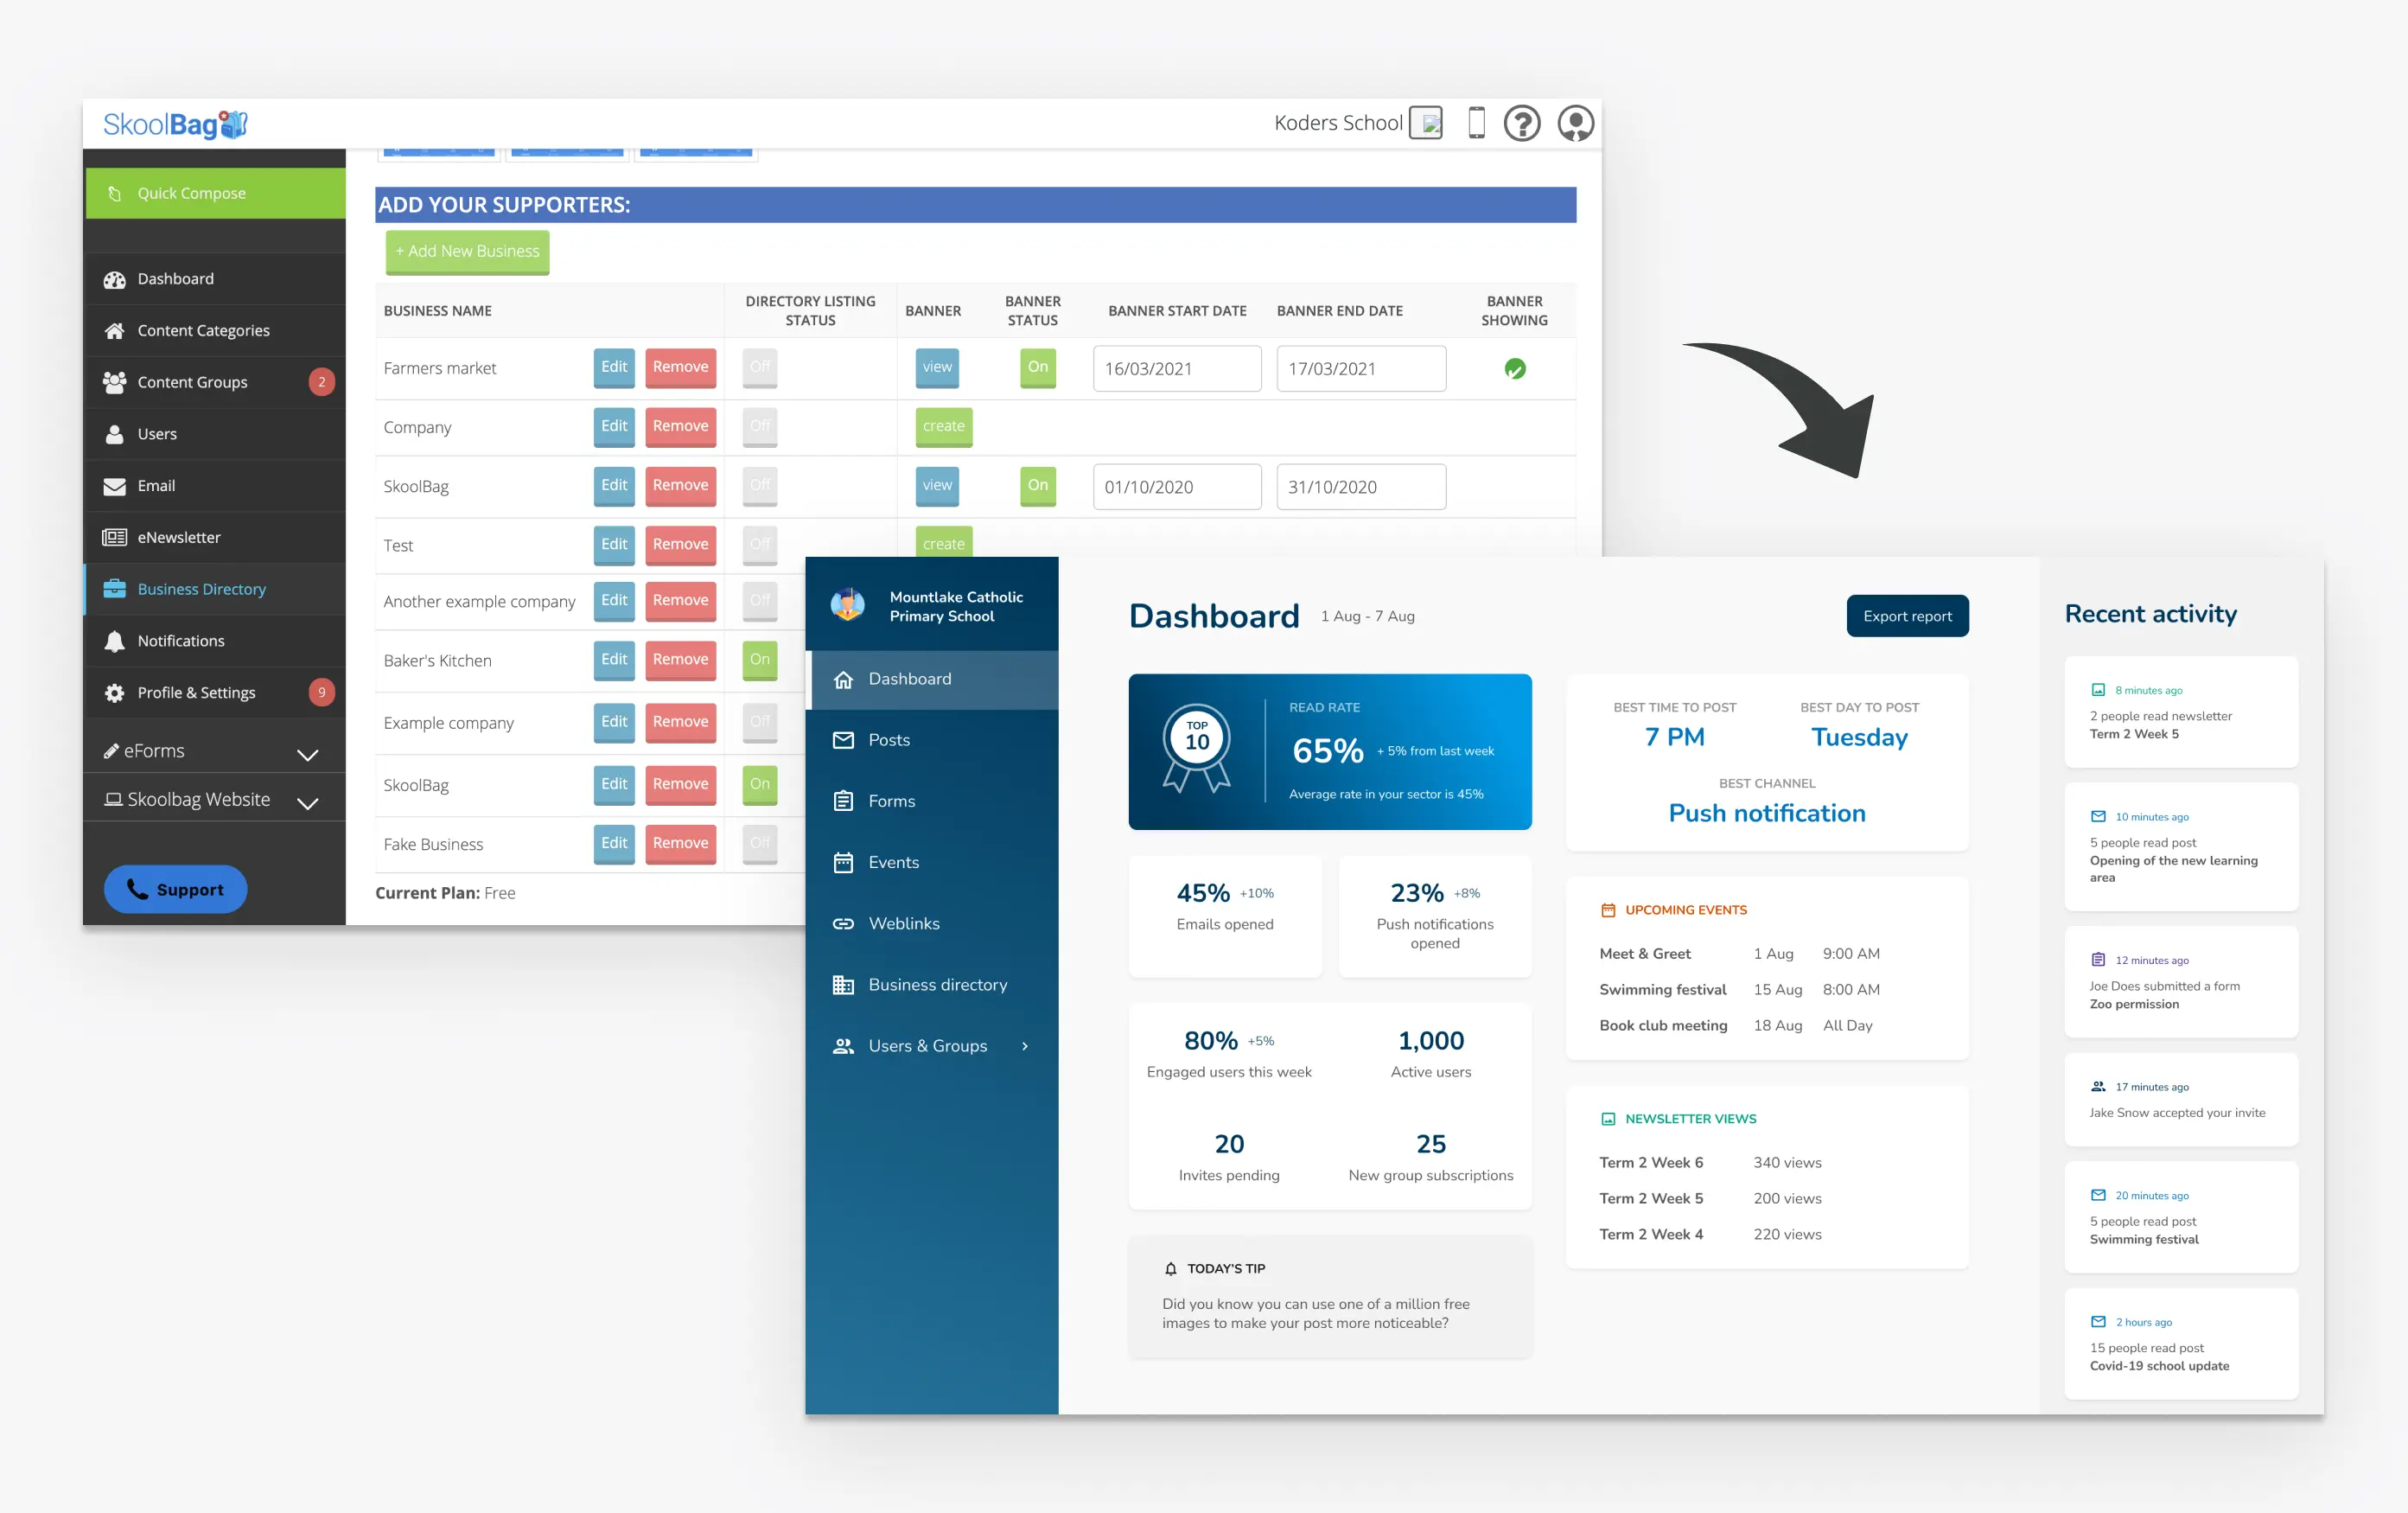 SkoolBag
Koders School
Quick Compose
Dashboard
Content Categories
Content Groups 2
Users
Email
eNewsletter
Business Directory
Notifications
Profile & Settings 9
eForms
Skoolbag Website
Support
ADD YOUR SUPPORTERS:
+ Add New Business
BUSINESS NAME
DIRECTORY LISTING
STATUS
BANNER
BANNER
STATUS
BANNER START DATE
BANNER END DATE
BANNER
SHOWING
Farmers market Edit Remove Off view On 16/03/2021 17/03/2021
Company Edit Remove Off create
SkoolBag Edit Remove Off view On 01/10/2020 31/10/2020
Test Edit Remove Off create
Another example company Edit Remove Off
Baker's Kitchen Edit Remove On
Example company Edit Remove Off
SkoolBag Edit Remove On
Fake Business Edit Remove Off
Current Plan: Free
Mountlake Catholic
Primary School
Dashboard
Posts
Forms
Events
Weblinks
Business directory
Users & Groups
Dashboard 1 Aug - 7 Aug
Export report
TOP
10
READ RATE
65% + 5% from last week
Average rate in your sector is 45%
45% +10%
Emails opened
23% +8%
Push notifications
opened
80% +5%
Engaged users this week
1,000
Active users
20
Invites pending
25
New group subscriptions
TODAY'S TIP
Did you know you can use one of a million free
images to make your post more noticeable?
BEST TIME TO POST
7 PM
BEST DAY TO POST
Tuesday
BEST CHANNEL
Push notification
UPCOMING EVENTS
Meet & Greet 1 Aug 9:00 AM
Swimming festival 15 Aug 8:00 AM
Book club meeting 18 Aug All Day
NEWSLETTER VIEWS
Term 2 Week 6 340 views
Term 2 Week 5 200 views
Term 2 Week 4 220 views
Recent activity
8 minutes ago
2 people read newsletter
Term 2 Week 5
10 minutes ago
5 people read post
Opening of the new learning
area
12 minutes ago
Joe Does submitted a form
Zoo permission
17 minutes ago
Jake Snow accepted your invite
20 minutes ago
5 people read post
Swimming festival
2 hours ago
15 people read post
Covid-19 school update